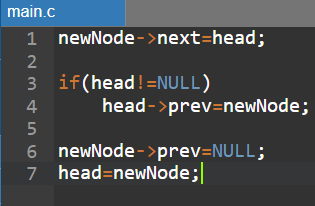 main.c
1 newNode->next=head;
2
3 if(head!=NULL)
4     head->prev=newNode;
5
6 newNode->prev=NULL;
7 head=newNode;